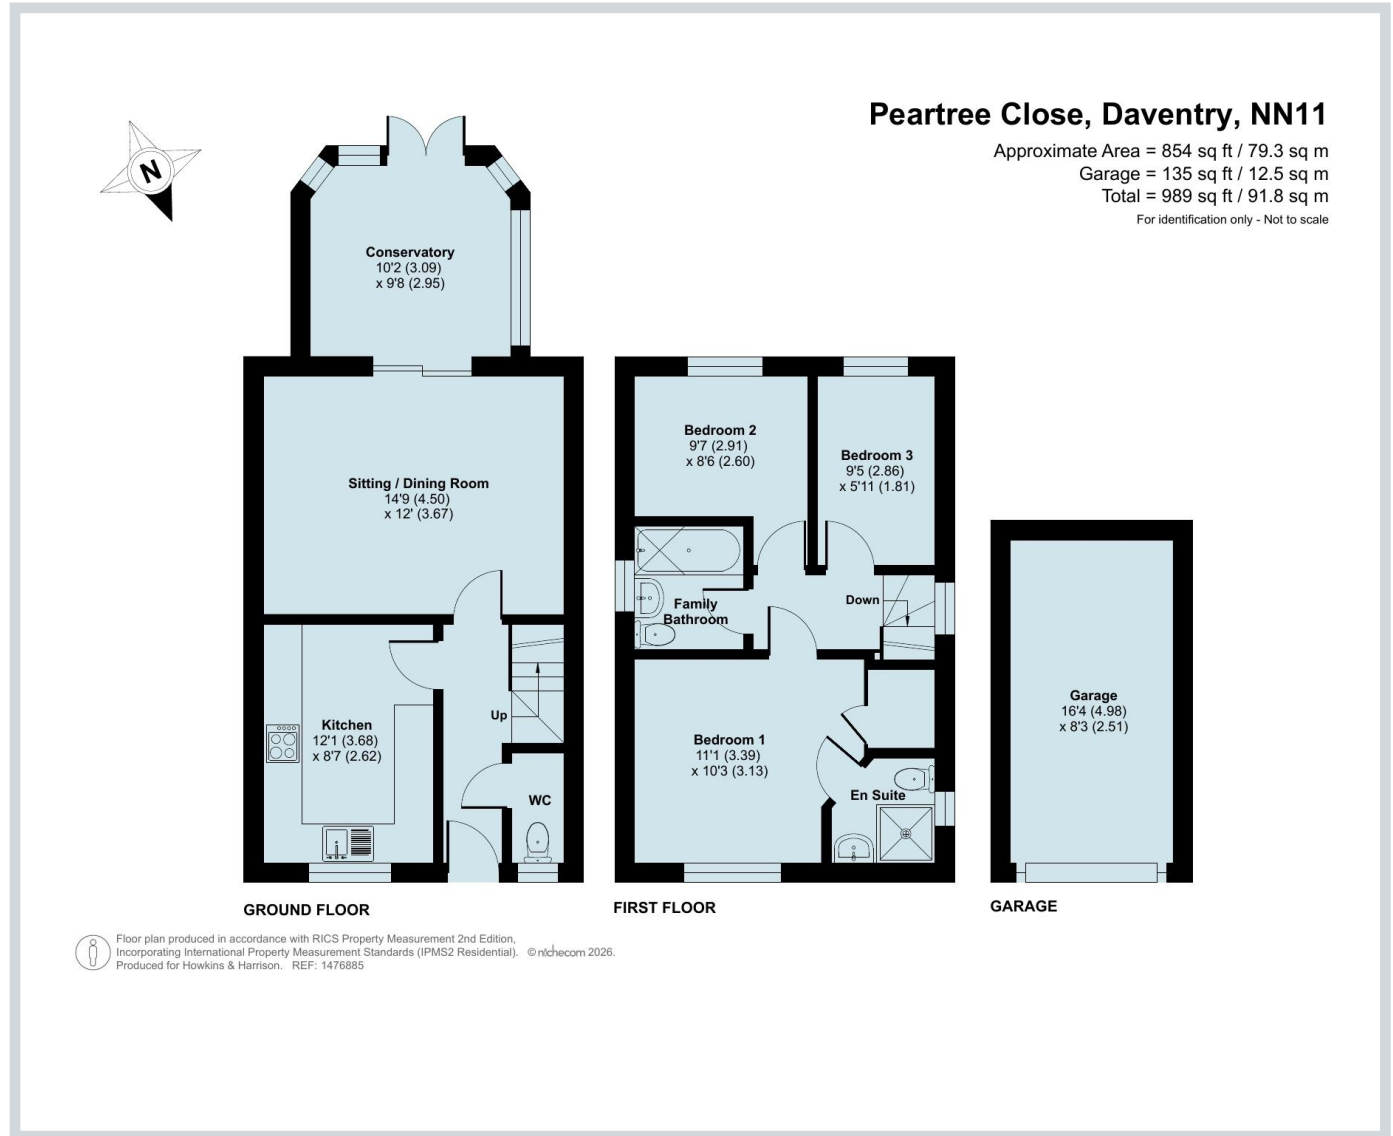 Peartree Close, Daventry, NN11
Approximate Area = 854 sq ft / 79.3 sq m
Garage = 135 sq ft / 12.5 sq m
Total = 989 sq ft / 91.8 sq m
For identification only - Not to scale
N
Conservatory
10'2 (3.09)
x 9'8 (2.95)
Sitting / Dining Room
14'9 (4.50)
x 12' (3.67)
Kitchen
12'1 (3.68)
x 8'7 (2.62)
Up
WC
GROUND FLOOR
Bedroom 2
9'7 (2.91)
x 8'6 (2.60)
Bedroom 3
9'5 (2.86)
x 5'11 (1.81)
Family
Bathroom
Down
Bedroom 1
11'1 (3.39)
x 10'3 (3.13)
En Suite
FIRST FLOOR
Garage
16'4 (4.98)
x 8'3 (2.51)
GARAGE
Floor plan produced in accordance with RICS Property Measurement 2nd Edition,
Incorporating International Property Measurement Standards (IPMS2 Residential). © nichecom 2026.
Produced for Howkins & Harrison. REF: 1476885